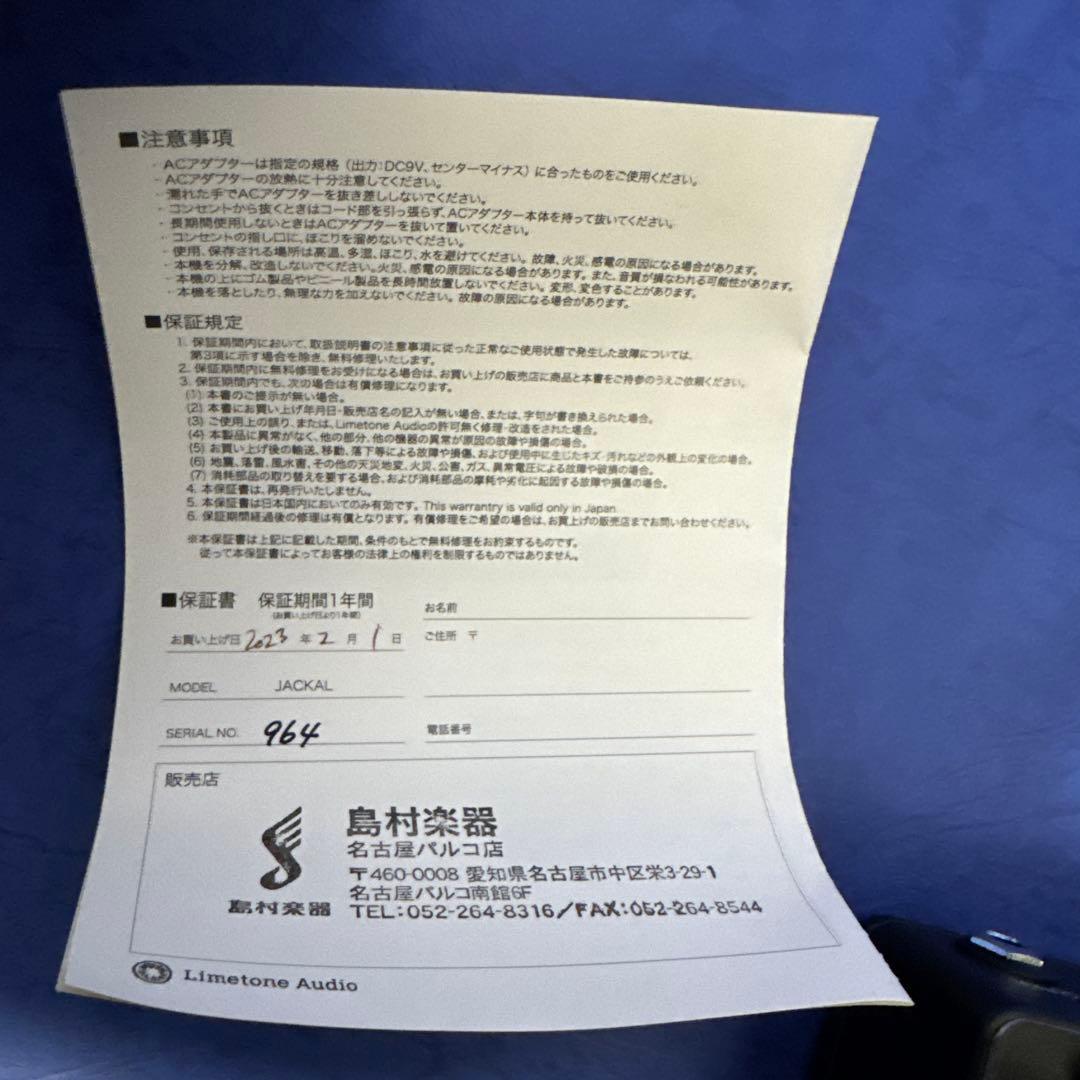 ■注意事項
- ACアダプターは指定の規格（出力：DC9V、センターマイナス）に合ったものをご使用ください。
- ACアダプターの放熱に十分注意してください。
- 濡れた手でACアダプターを抜き差ししないでください。
- コンセントから抜くときはコード部を引っ張らず、ACアダプター本体を持って抜いてください。
- 長期間使用しないときはACアダプターを抜いて置いてください。
- コンセントの指し口に、ほこりを溜めないでください。
- 使用、保存される場所は高温、多湿、ほこり、水を避けてください。故障、火災、感電の原因になる場合があります。
- 本機を分解、改造しないでください。火災、感電の原因になる場合があります。また、音質が損なわれる可能性があります。
- 本機の上にゴム製品やビニール製品を長時間放置しないでください。変形、変色することがあります。
- 本機を落としたり、無理な力を加えないでください。故障の原因になる場合があります。
■保証規定
1. 保証期間内において、取扱説明書の注意事項に従った正常なご使用状態で発生した故障については、
第3項に示す場合を除き、無料修理いたします。
2. 保証期間内に無料修理をお受けになる場合は、お買い上げの販売店に商品と本書をご持参のうえご依頼ください。
3. 保証期間内でも、次の場合は有償修理になります。
(1) 本書のご提示が無い場合。
(2) 本書にお買い上げ年月日・販売店名の記入が無い場合、または、字句が書き換えられた場合。
(3) ご使用上の誤り、または、Limetone Audioの許可無く修理・改造をされた場合。
(4) 本製品に異常がなく、他の部分、他の機器の異常が原因の故障や損傷の場合。
(5) お買い上げ後の輸送、移動、落下等による故障や損傷、および使用中に生じたキズ・汚れなどの外観上の変化の場合。
(6) 地震、落雷、風水害、その他の天災地変、火災、公害、ガス、異常電圧による故障や破損の場合。
(7) 消耗部品の取り替えを要する場合、および消耗部品の摩耗や劣化に起因する故障や損傷の場合。
4. 本保証書は、再発行いたしません。
5. 本保証書は日本国内においてのみ有効です。This warrantry is valid only in Japan.
6. 保証期間経過後の修理は有償となります。有償修理をご希望の場合は、お買上げの販売店までお問い合わせください。
※本保証書は上記に記載した期間、条件のもとで無料修理をお約束するものです。
従って本保証書によってお客様の法律上の権利を制限するものではありません。
■保証書 保証期間1年間
(お買い上げ日より1年間)
お買い上げ日 2023 年 2 月 1 日
MODEL JACKAL
SERIAL NO. 964
お名前
ご住所 〒
電話番号
販売店
島村楽器
島村楽器
名古屋パルコ店
〒460-0008 愛知県名古屋市中区栄3-29-1
名古屋パルコ南館6F
TEL:052-264-8316/FAX:052-264-8544
Limetone Audio